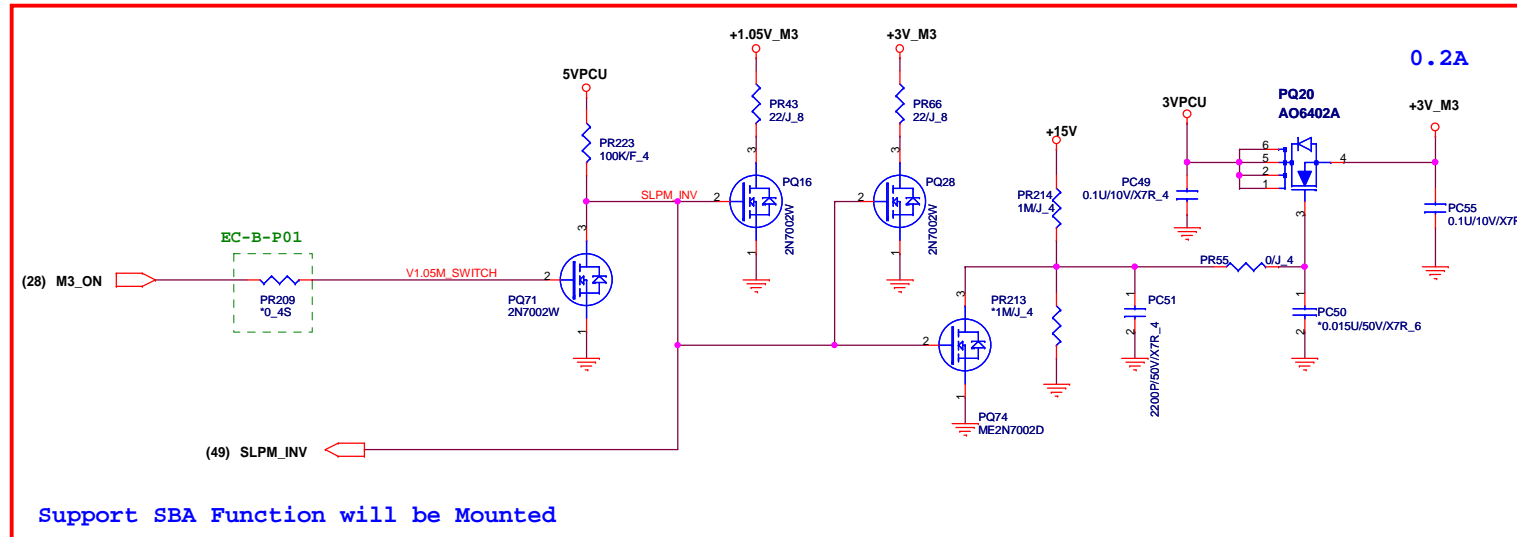 +1.05V_M3
+3V_M3
0.2A
5VPCU
PQ20
AO6402A
3VPCU
+3V_M3
PR43
22/J_8
PR66
22/J_8
+15V
PR223
100K/F_4
3
3
6
5
2
1
4
SLPM_INV
2
PQ16
2N7002W
1
2
PQ28
2N7002W
1
PR214
1M/J_4
PC49
0.1U/10V/X7R_4
3
PC55
0.1U/10V/X7R
EC-B-P01
3
(28) M3_ON
PR209
*0_4S
V1.05M_SWITCH
2
PQ71
2N7002W
1
PR55
0/J_4
3
PR213
*1M/J_4
1
PC51
2
2200P/50V/X7R_4
1
PC50
*0.015U/50V/X7R_6
2
2
1
PQ74
ME2N7002D
(49) SLPM_INV
Support SBA Function will be Mounted